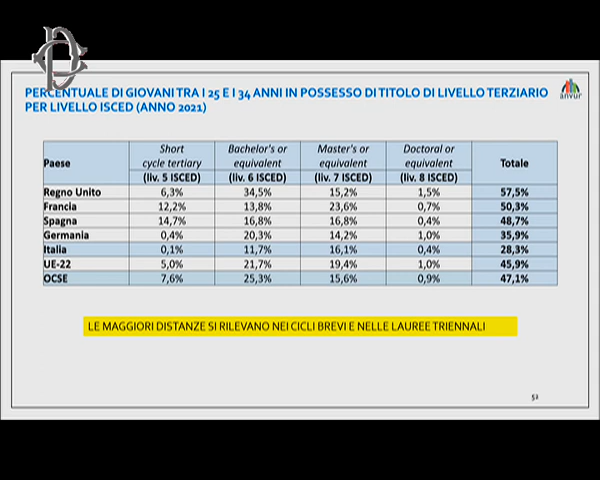 PERCENTUALE DI GIOVANI TRA I 25 E I 34 ANNI IN POSSESSO DI TITOLO DI LIVELLO TERZIARIO
PER LIVELLO ISCED (ANNO 2021)
anvur
Paese Short cycle tertiary (liv. 5 ISCED) Bachelor's or equivalent (liv. 6 ISCED) Master's or equivalent (liv. 7 ISCED) Doctoral or equivalent (liv. 8 ISCED) Totale
Regno Unito 6,3% 34,5% 15,2% 1,5% 57,5%
Francia 12,2% 13,8% 23,6% 0,7% 50,3%
Spagna 14,7% 16,8% 16,8% 0,4% 48,7%
Germania 0,4% 20,3% 14,2% 1,0% 35,9%
Italia 0,1% 11,7% 16,1% 0,4% 28,3%
UE-22 5,0% 21,7% 19,4% 1,0% 45,9%
OCSE 7,6% 25,3% 15,6% 0,9% 47,1%
LE MAGGIORI DISTANZE SI RILEVANO NEI CICLI BREVI E NELLE LAUREE TRIENNALI
52